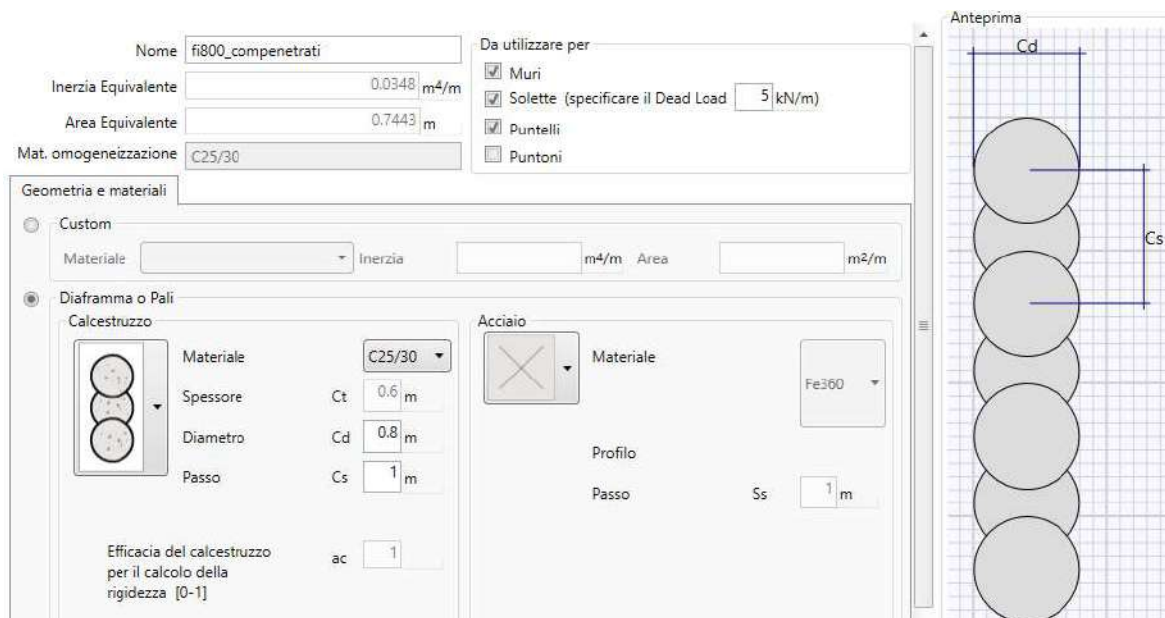 Nome fi800_compenetrati
Inerzia Equivalente 0.0348 m4/m
Area Equivalente 0.7443 m
Mat. omogeneizzazione C25/30
Da utilizzare per
Muri
Solette (specificare il Dead Load 5 kN/m)
Puntelli
Puntoni
Geometria e materiali
Custom
Materiale Inerzia m4/m Area m2/m
Diaframma o Pali
Calcestruzzo
Materiale C25/30
Spessore Ct 0.6 m
Diametro Cd 0.8 m
Passo Cs 1 m
Efficacia del calcestruzzo
per il calcolo della
rigidezza [0-1]
ac 1
Acciaio
Materiale Fe360
Profilo
Passo Ss 1 m
Anteprima
Cd
Cs